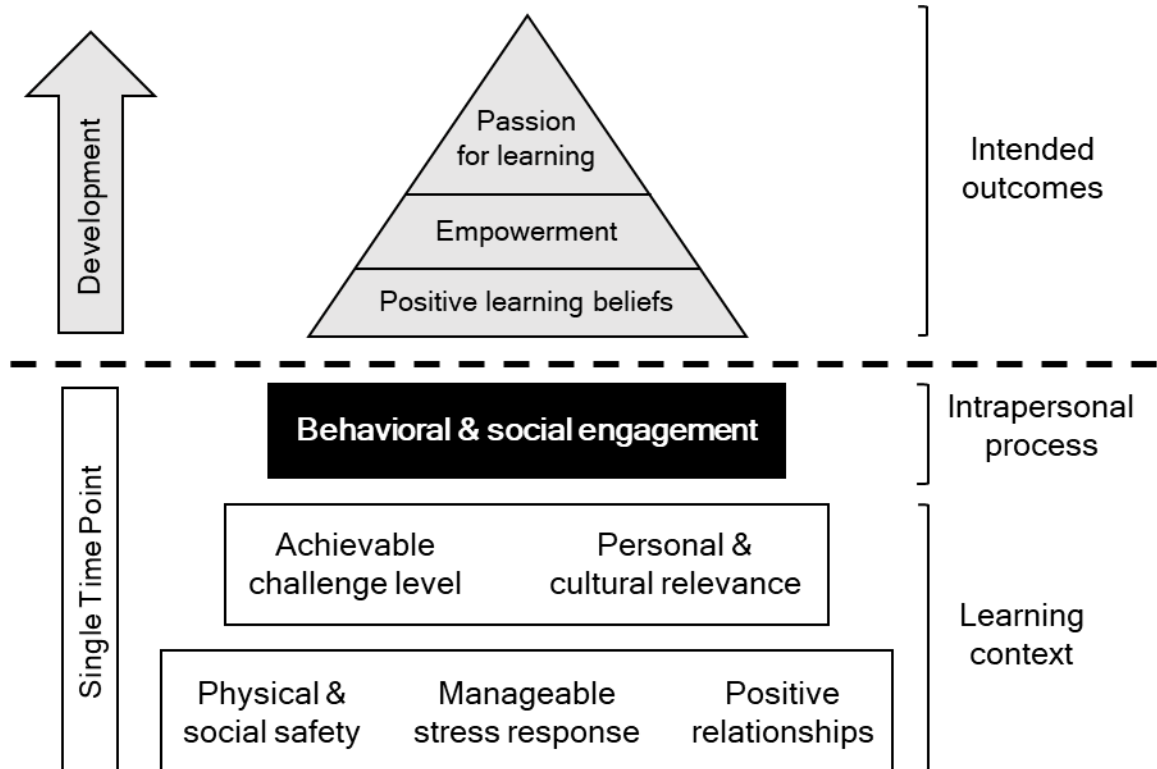 Development
Passion
for learning
Empowerment
Positive learning beliefs
Intended
outcomes
Single Time Point
Behavioral & social engagement
Intrapersonal
process
Achievable
challenge level
Personal &
cultural relevance
Learning
context
Physical &
social safety
Manageable
stress response
Positive
relationships